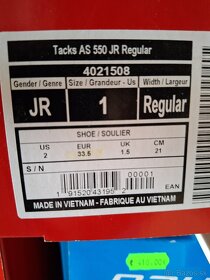 Tacks AS 550 JR Regular
4021508
Gender / Genre
Size / Grandeur - Us
Width / Largeur
JR
1
Regular
SHOE / SOULIER
US
EUR
UK
CM
2
33.5
1.5
21
S / N
00001
EAN
MADE IN VIETNAM - FABRIQUE AU VIETNAM